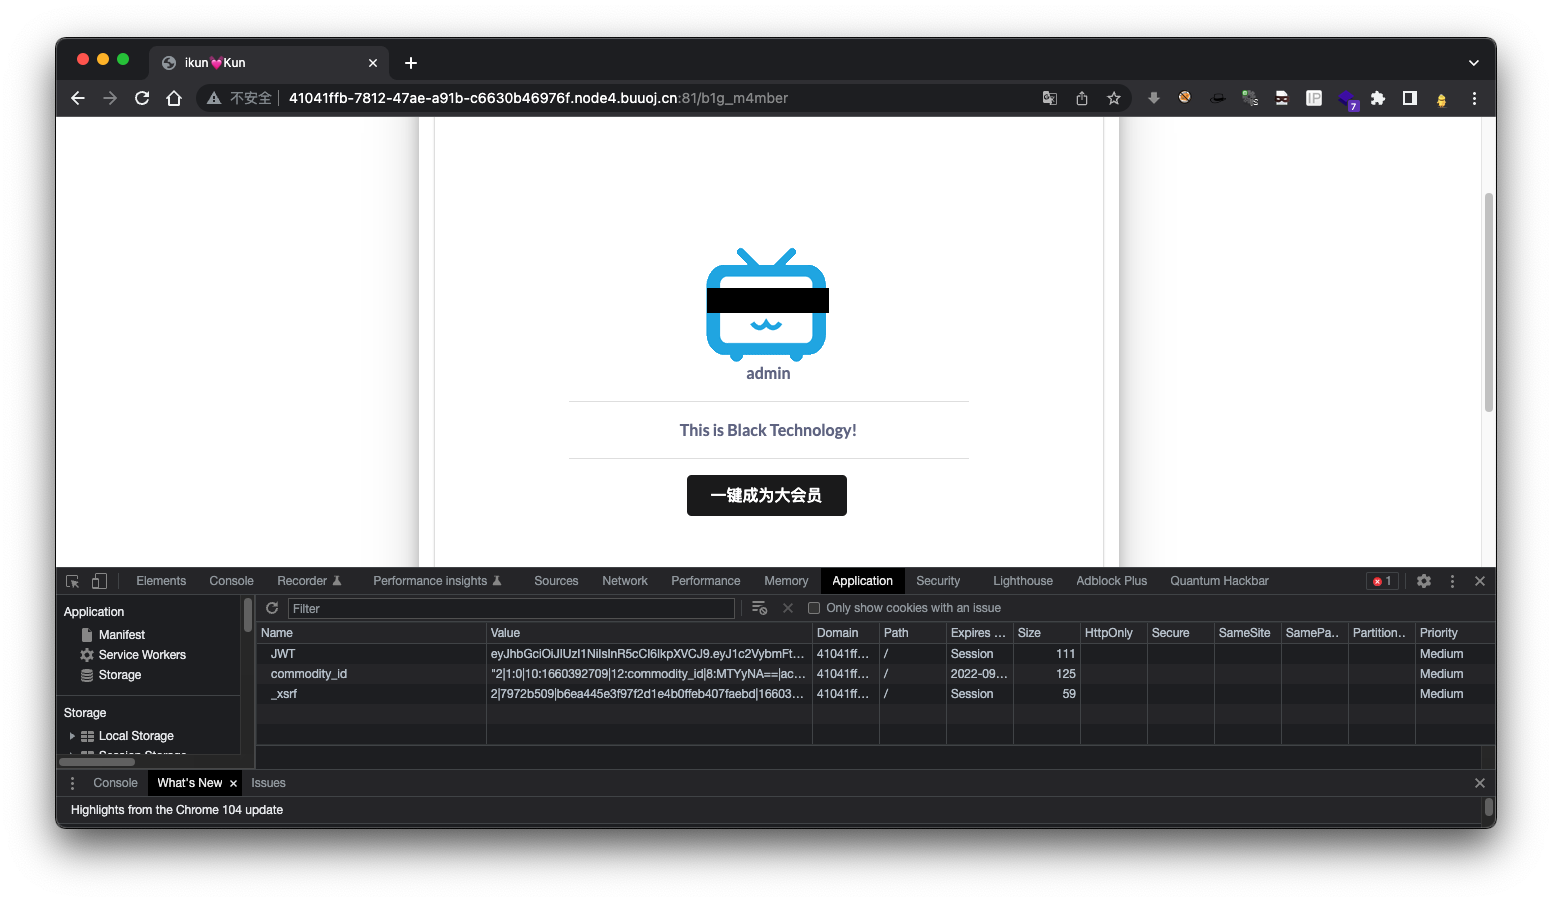 ikun💓Kun
不安全 41041ffb-7812-47ae-a91b-c6630b46976f.node4.buuoj.cn:81/b1g_m4mber
IP
7
admin
This is Black Technology!
一键成为大会员
Elements Console Recorder Performance insights Sources Network Performance Memory Application Security Lighthouse Adblock Plus Quantum Hackbar 1
Application
Manifest
Service Workers
Storage
Storage
Local Storage
Session Storage
Filter Only show cookies with an issue
Name Value Domain Path Expires ... Size HttpOnly Secure SameSite SamePa.. Partition.. Priority
JWT eyJhbGciOiJIUzI1NiIsInR5cCI6IkpXVCJ9.eyJ1c2VybmFt... 41041ff... / Session 111 Medium
commodity_id "2|1:0|10:1660392709|12:commodity_id|8:MTYyNA==|ac... 41041ff... / 2022-09... 125 Medium
_xsrf 2|7972b509|b6ea445e3f97f2d1e4b0ffeb407faebd|16603... 41041ff... / Session 59 Medium
Console What's New Issues
Highlights from the Chrome 104 update